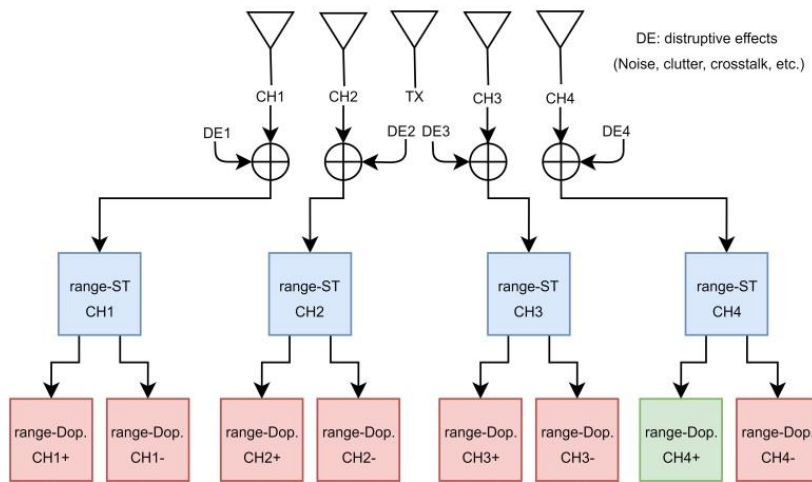 DE: distruptive effects
(Noise, clutter, crosstalk, etc.)
CH1
CH2
TX
CH3
CH4
DE1
DE2
DE3
DE4
range-ST
CH1
range-ST
CH2
range-ST
CH3
range-ST
CH4
range-Dop.
CH1+
range-Dop.
CH1-
range-Dop.
CH2+
range-Dop.
CH2-
range-Dop.
CH3+
range-Dop.
CH3-
range-Dop.
CH4+
range-Dop.
CH4-